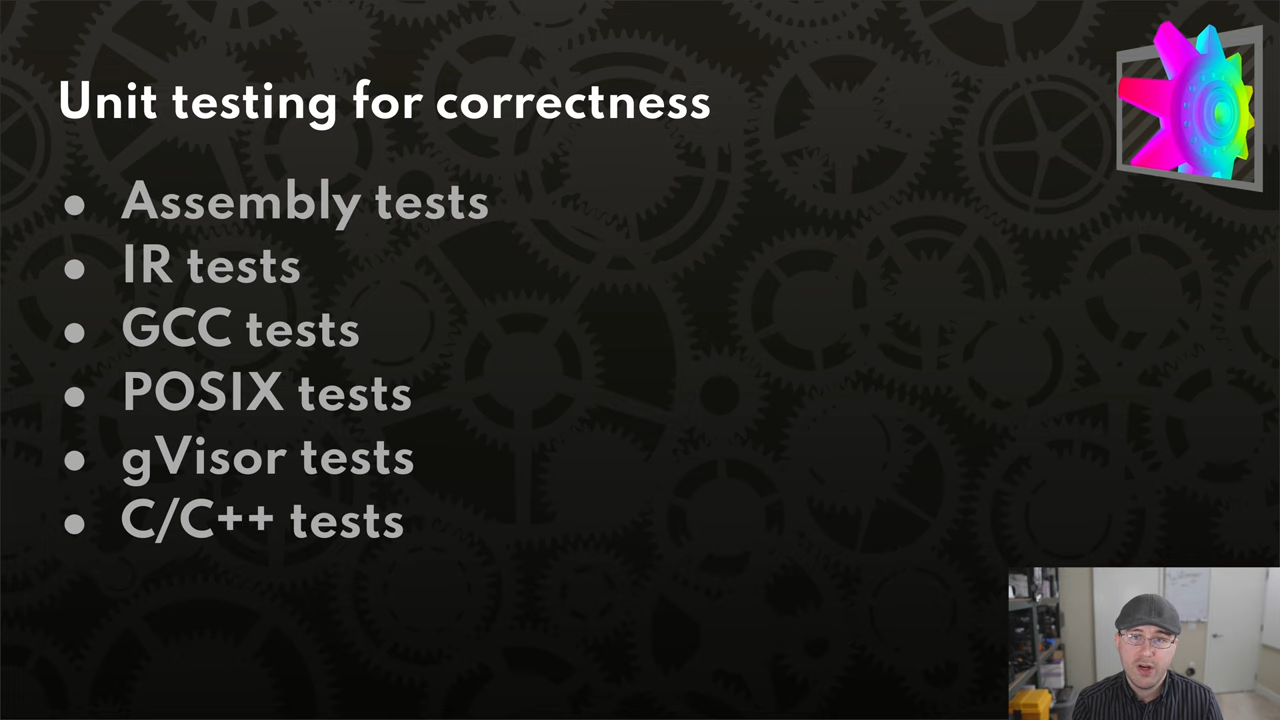 Unit testing for correctness
● Assembly tests
● IR tests
● GCC tests
● POSIX tests
● gVisor tests
● C/C++ tests